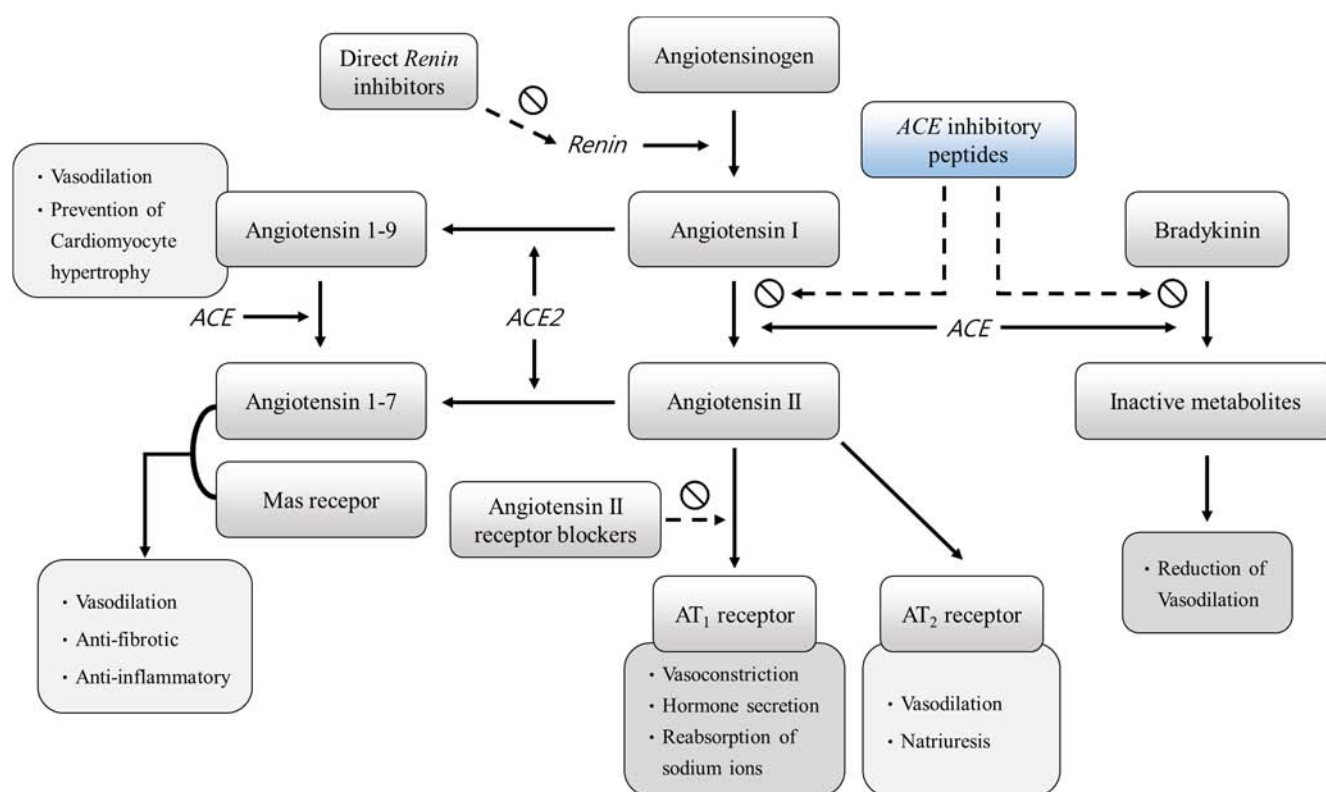 Direct Renin
inhibitors
Angiotensinogen
Renin
ACE inhibitory
peptides
· Vasodilation
· Prevention of
Cardiomyocyte
hypertrophy
Angiotensin 1-9
Angiotensin I
Bradykinin
ACE
ACE2
ACE
Angiotensin 1-7
Angiotensin II
Inactive metabolites
Mas recepor
Angiotensin II
receptor blockers
· Reduction of
Vasodilation
· Vasodilation
· Anti-fibrotic
· Anti-inflammatory
AT₁ receptor
· Vasoconstriction
· Hormone secretion
· Reabsorption of
sodium ions
AT₂ receptor
· Vasodilation
· Natriuresis